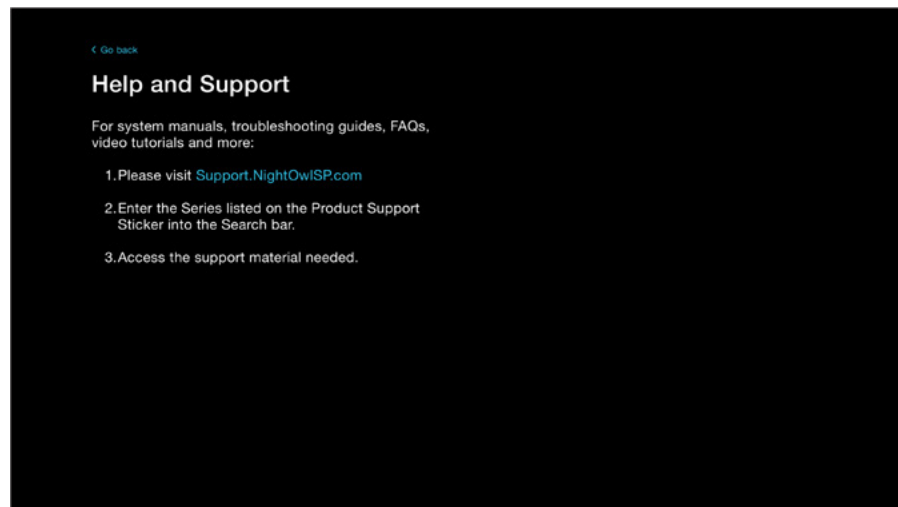 < Go back
Help and Support
For system manuals, troubleshooting guides, FAQs,
video tutorials and more:
1.Please visit Support.NightOwlSP.com
2.Enter the Series listed on the Product Support
Sticker into the Search bar.
3.Access the support material needed.